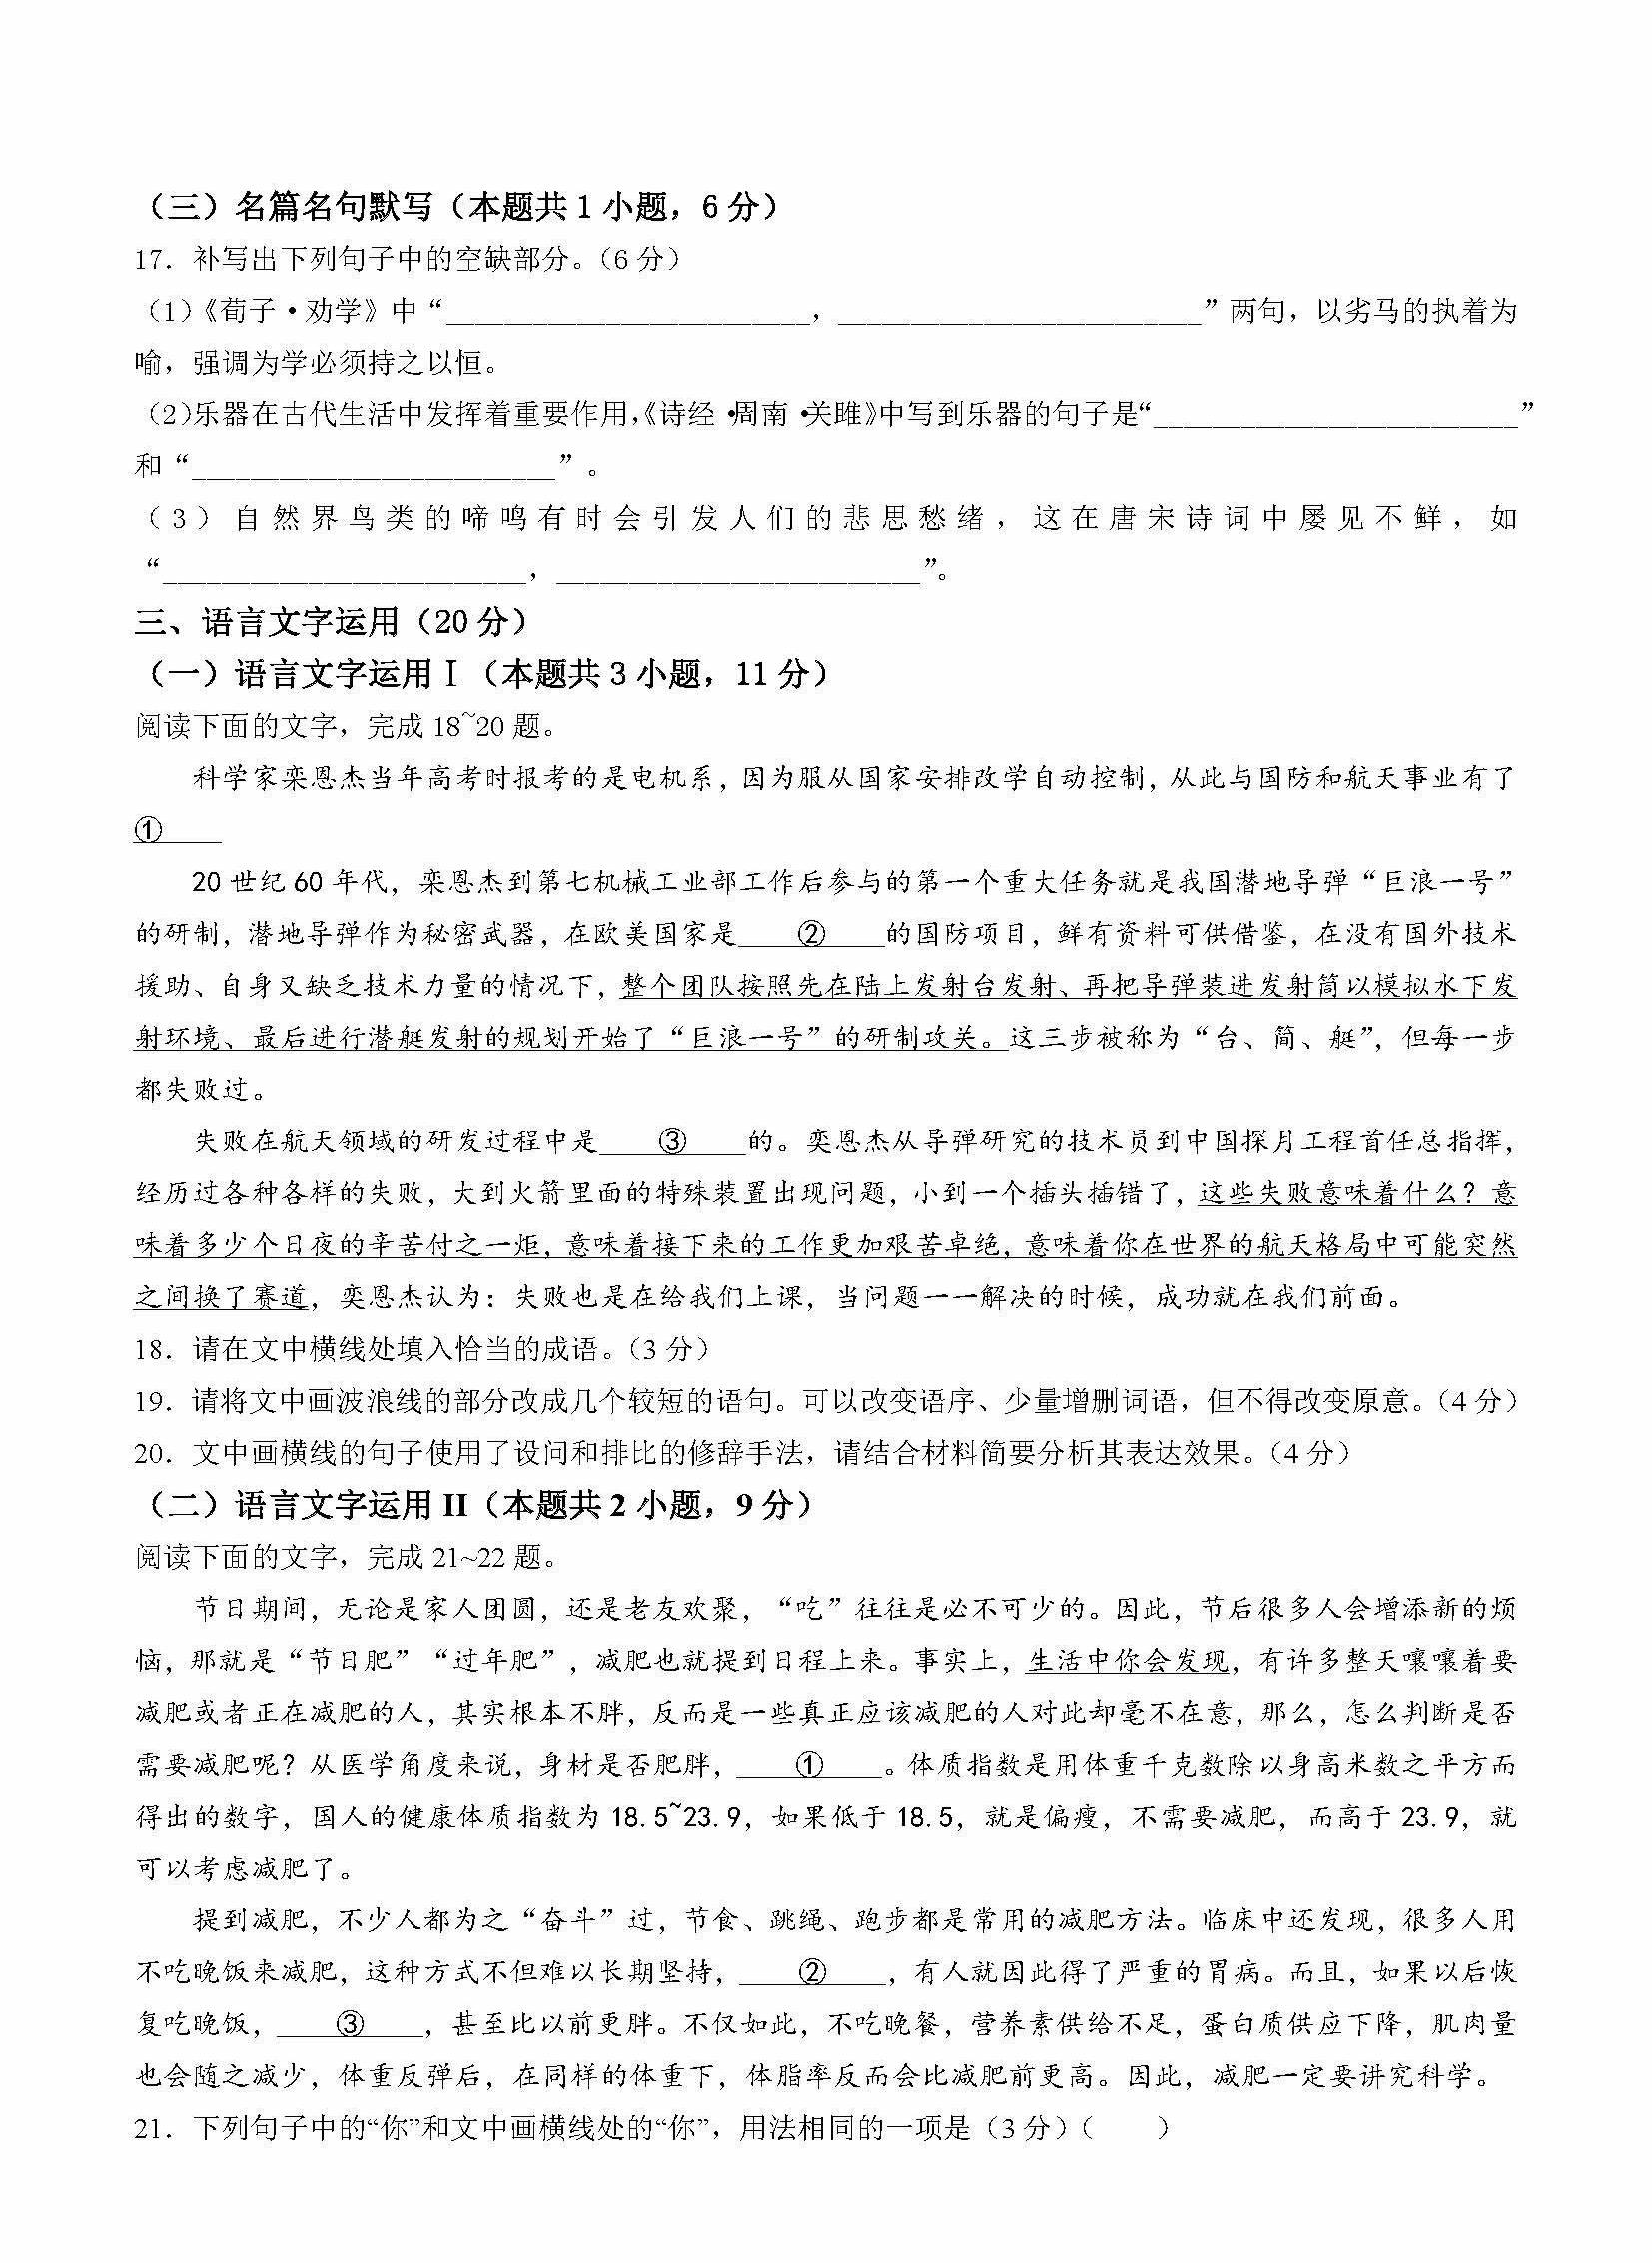 （三）名篇名句默写（本题共 1 小题，6 分）
17．补写出下列句子中的空缺部分。（6 分）
（1）《荀子·劝学》中“_________________________，_________________________”两句，以劣马的执着为
喻，强调为学必须持之以恒。
（2）乐器在古代生活中发挥着重要作用，《诗经·周南·关雎》中写到乐器的句子是“_________________________”
和“_________________________”。
（3）自然界鸟类的啼鸣有时会引发人们的悲思愁绪，这在唐宋诗词中屡见不鲜，如
“_________________________，_________________________”。
三、语言文字运用（20 分）
（一）语言文字运用Ⅰ（本题共 3 小题，11 分）
阅读下面的文字，完成 18~20 题。
科学家栾恩杰当年高考时报考的是电机系，因为服从国家安排改学自动控制，从此与国防和航天事业有了
①____
20 世纪 60 年代，栾恩杰到第七机械工业部工作后参与的第一个重大任务就是我国潜地导弹“巨浪一号”
的研制，潜地导弹作为秘密武器，在欧美国家是____②____的国防项目，鲜有资料可供借鉴，在没有国外技术
援助、自身又缺乏技术力量的情况下，整个团队按照先在陆上发射台发射、再把导弹装进发射筒以模拟水下发
射环境、最后进行潜艇发射的规划开始了“巨浪一号”的研制攻关。这三步被称为“台、筒、艇”，但每一步
都失败过。
失败在航天领域的研发过程中是____③____的。奕恩杰从导弹研究的技术员到中国探月工程首任总指挥，
经历过各种各样的失败，大到火箭里面的特殊装置出现问题，小到一个插头插错了，这些失败意味着什么？意
味着多少个日夜的辛苦付之一炬，意味着接下来的工作更加艰苦卓绝，意味着你在世界的航天格局中可能突然
之间换了赛道，奕恩杰认为：失败也是在给我们上课，当问题一一解决的时候，成功就在我们前面。
18．请在文中横线处填入恰当的成语。（3 分）
19．请将文中画波浪线的部分改成几个较短的语句。可以改变语序、少量增删词语，但不得改变原意。（4 分）
20．文中画横线的句子使用了设问和排比的修辞手法，请结合材料简要分析其表达效果。（4 分）
（二）语言文字运用 II（本题共 2 小题，9 分）
阅读下面的文字，完成 21~22 题。
节日期间，无论是家人团圆，还是老友欢聚，“吃”往往是必不可少的。因此，节后很多人会增添新的烦
恼，那就是“节日肥”“过年肥”，减肥也就提到日程上来。事实上，生活中你会发现，有许多整天嚷嚷着要
减肥或者正在减肥的人，其实根本不胖，反而是一些真正应该减肥的人对此却毫不在意，那么，怎么判断是否
需要减肥呢？从医学角度来说，身材是否肥胖，____①____。体质指数是用体重千克数除以身高米数之平方而
得出的数字，国人的健康体质指数为 18.5~23.9，如果低于 18.5，就是偏瘦，不需要减肥，而高于 23.9，就
可以考虑减肥了。
提到减肥，不少人都为之“奋斗”过，节食、跳绳、跑步都是常用的减肥方法。临床中还发现，很多人用
不吃晚饭来减肥，这种方式不但难以长期坚持，____②____，有人就因此得了严重的胃病。而且，如果以后恢
复吃晚饭，____③____，甚至比以前更胖。不仅如此，不吃晚餐，营养素供给不足，蛋白质供应下降，肌肉量
也会随之减少，体重反弹后，在同样的体重下，体脂率反而会比减肥前更高。因此，减肥一定要讲究科学。
21．下列句子中的“你”和文中画横线处的“你”，用法相同的一项是（3 分）（　　）